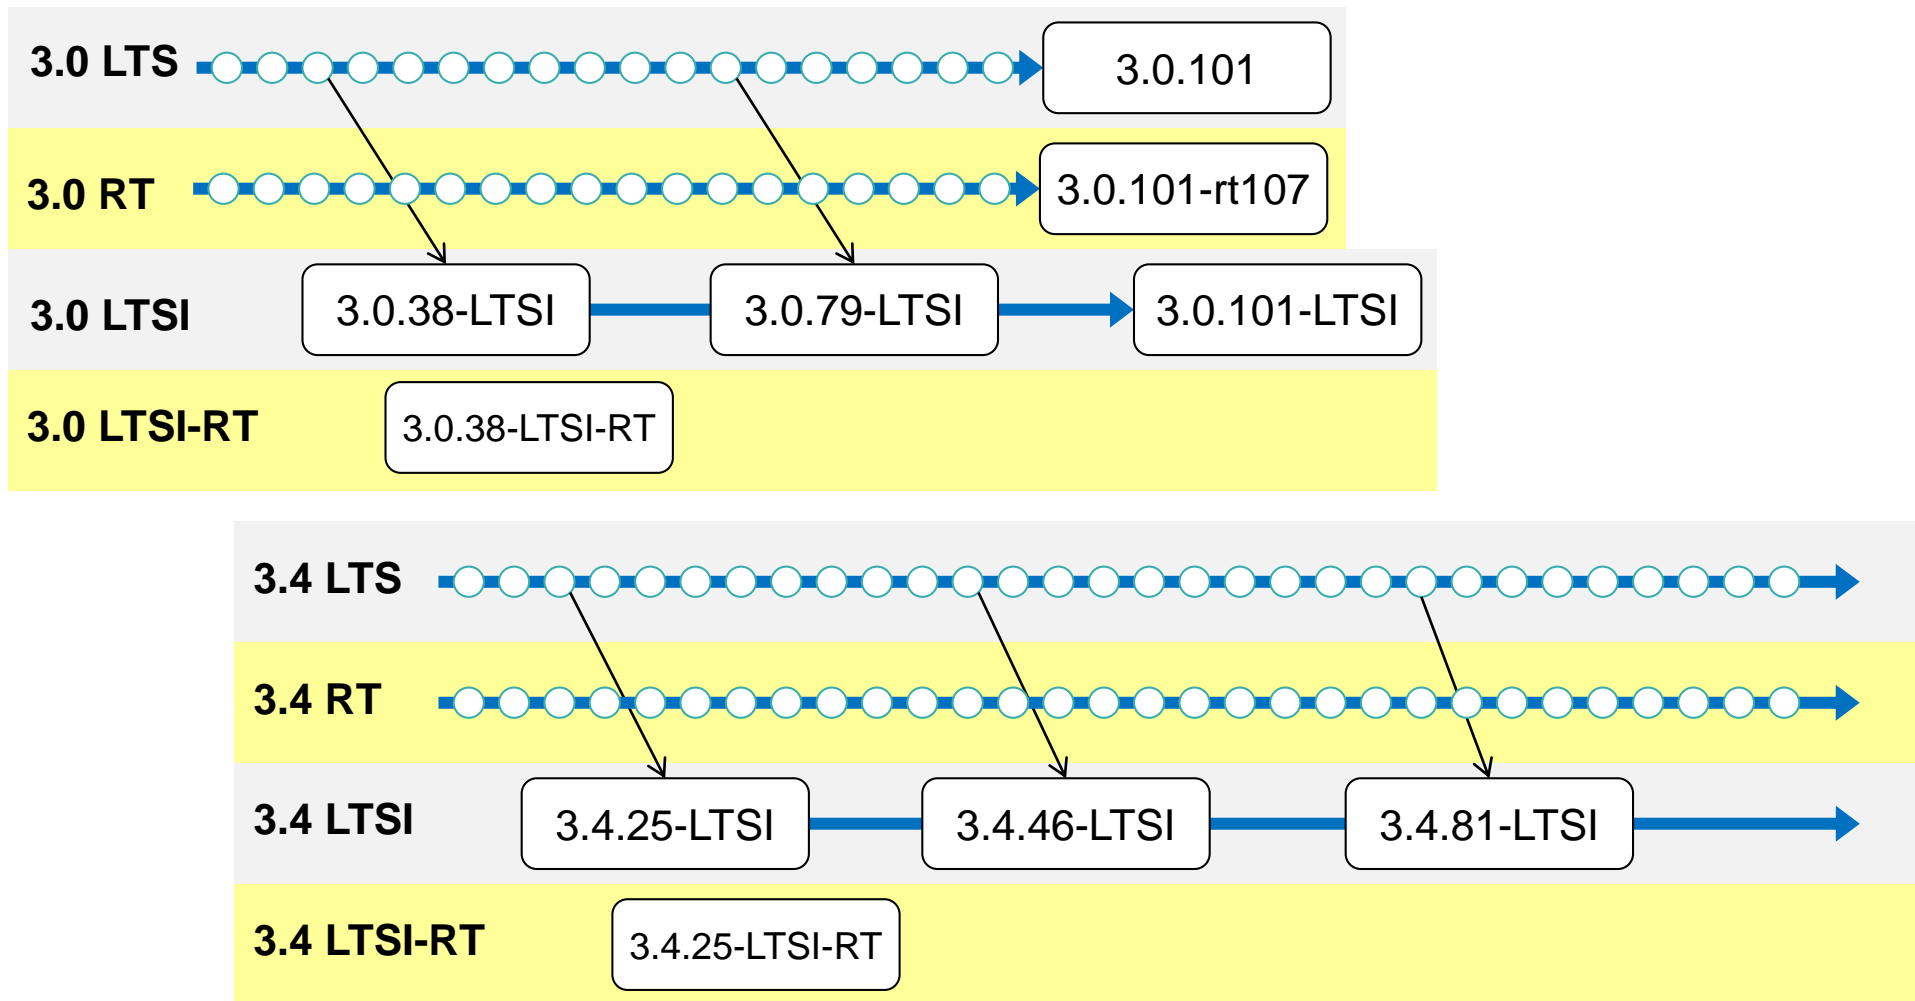 3.0 LTS
3.0.101
3.0 RT
3.0.101-rt107
3.0 LTSI
3.0.38-LTSI
3.0.79-LTSI
3.0.101-LTSI
3.0 LTSI-RT
3.0.38-LTSI-RT
3.4 LTS
3.4 RT
3.4 LTSI
3.4.25-LTSI
3.4.46-LTSI
3.4.81-LTSI
3.4 LTSI-RT
3.4.25-LTSI-RT